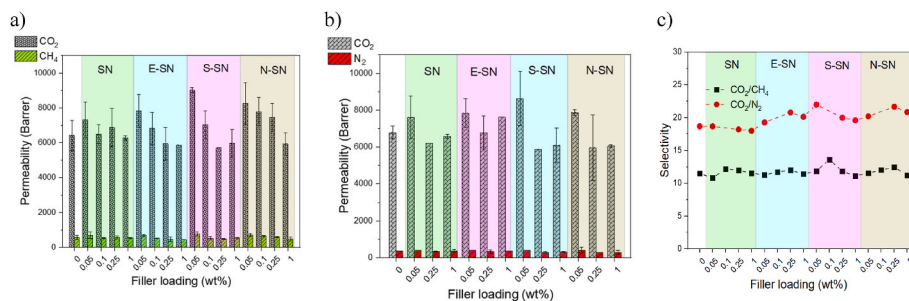 a)
CO2
CH4
SN
E-SN
S-SN
N-SN
Permeability (Barrer)
10000
8000
6000
4000
2000
0
0 0.05 0.1 0.25 1 0.05 0.1 0.25 1 0.05 0.1 0.25 1 0.05 0.1 0.25 1
Filler loading (wt%)
b)
CO2
N2
SN
E-SN
S-SN
N-SN
Permeability (Barrer)
10000
8000
6000
4000
2000
0
0 0.05 0.25 1 0.05 0.25 1 0.05 0.25 1 0.05 0.25 1
Filler loading (wt%)
c)
SN
E-SN
S-SN
N-SN
CO2/CH4
CO2/N2
Selectivity
30
25
20
15
10
5
0
0 0.05 0.1 0.25 1 0.05 0.1 0.25 1 0.05 0.1 0.25 1 0.05 0.1 0.25 1
Filler loading (wt%)